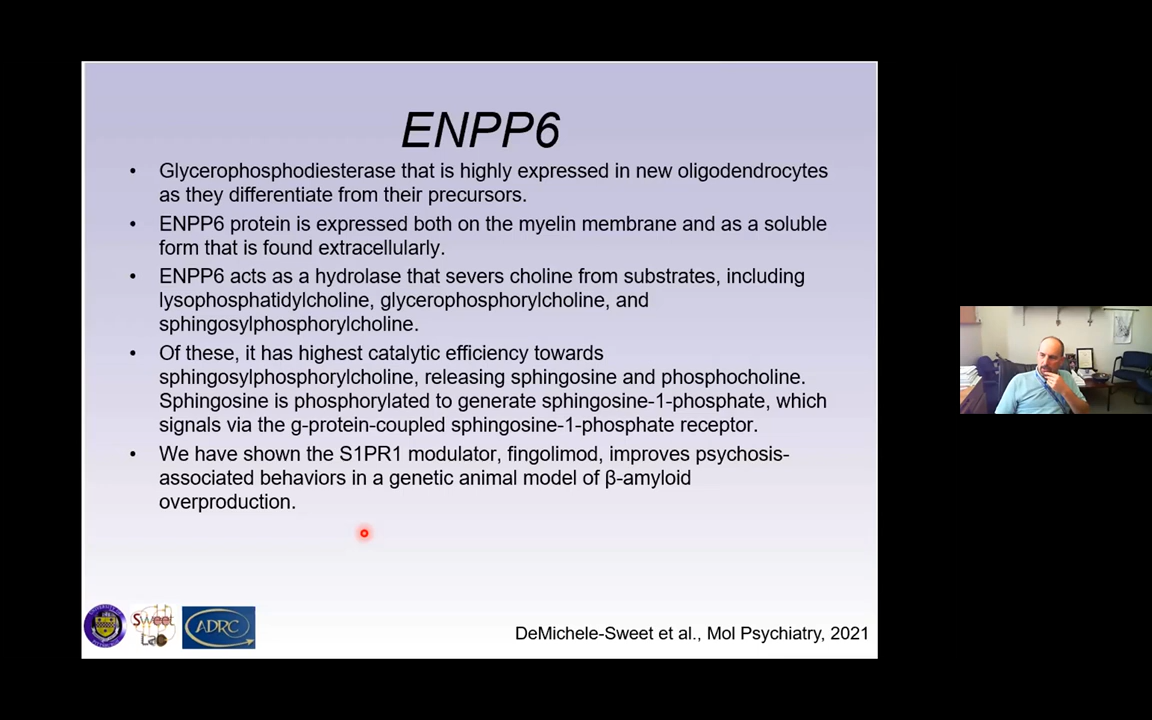 ENPP6
• Glycerophosphodiesterase that is highly expressed in new oligodendrocytes
as they differentiate from their precursors.
• ENPP6 protein is expressed both on the myelin membrane and as a soluble
form that is found extracellularly.
• ENPP6 acts as a hydrolase that severs choline from substrates, including
lysophosphatidylcholine, glycerophosphorylcholine, and
sphingosylphosphorylcholine.
• Of these, it has highest catalytic efficiency towards
sphingosylphosphorylcholine, releasing sphingosine and phosphocholine.
Sphingosine is phosphorylated to generate sphingosine-1-phosphate, which
signals via the g-protein-coupled sphingosine-1-phosphate receptor.
• We have shown the S1PR1 modulator, fingolimod, improves psychosis-
associated behaviors in a genetic animal model of β-amyloid
overproduction.
Sweet
Lab
ADRC
DeMichele-Sweet et al., Mol Psychiatry, 2021